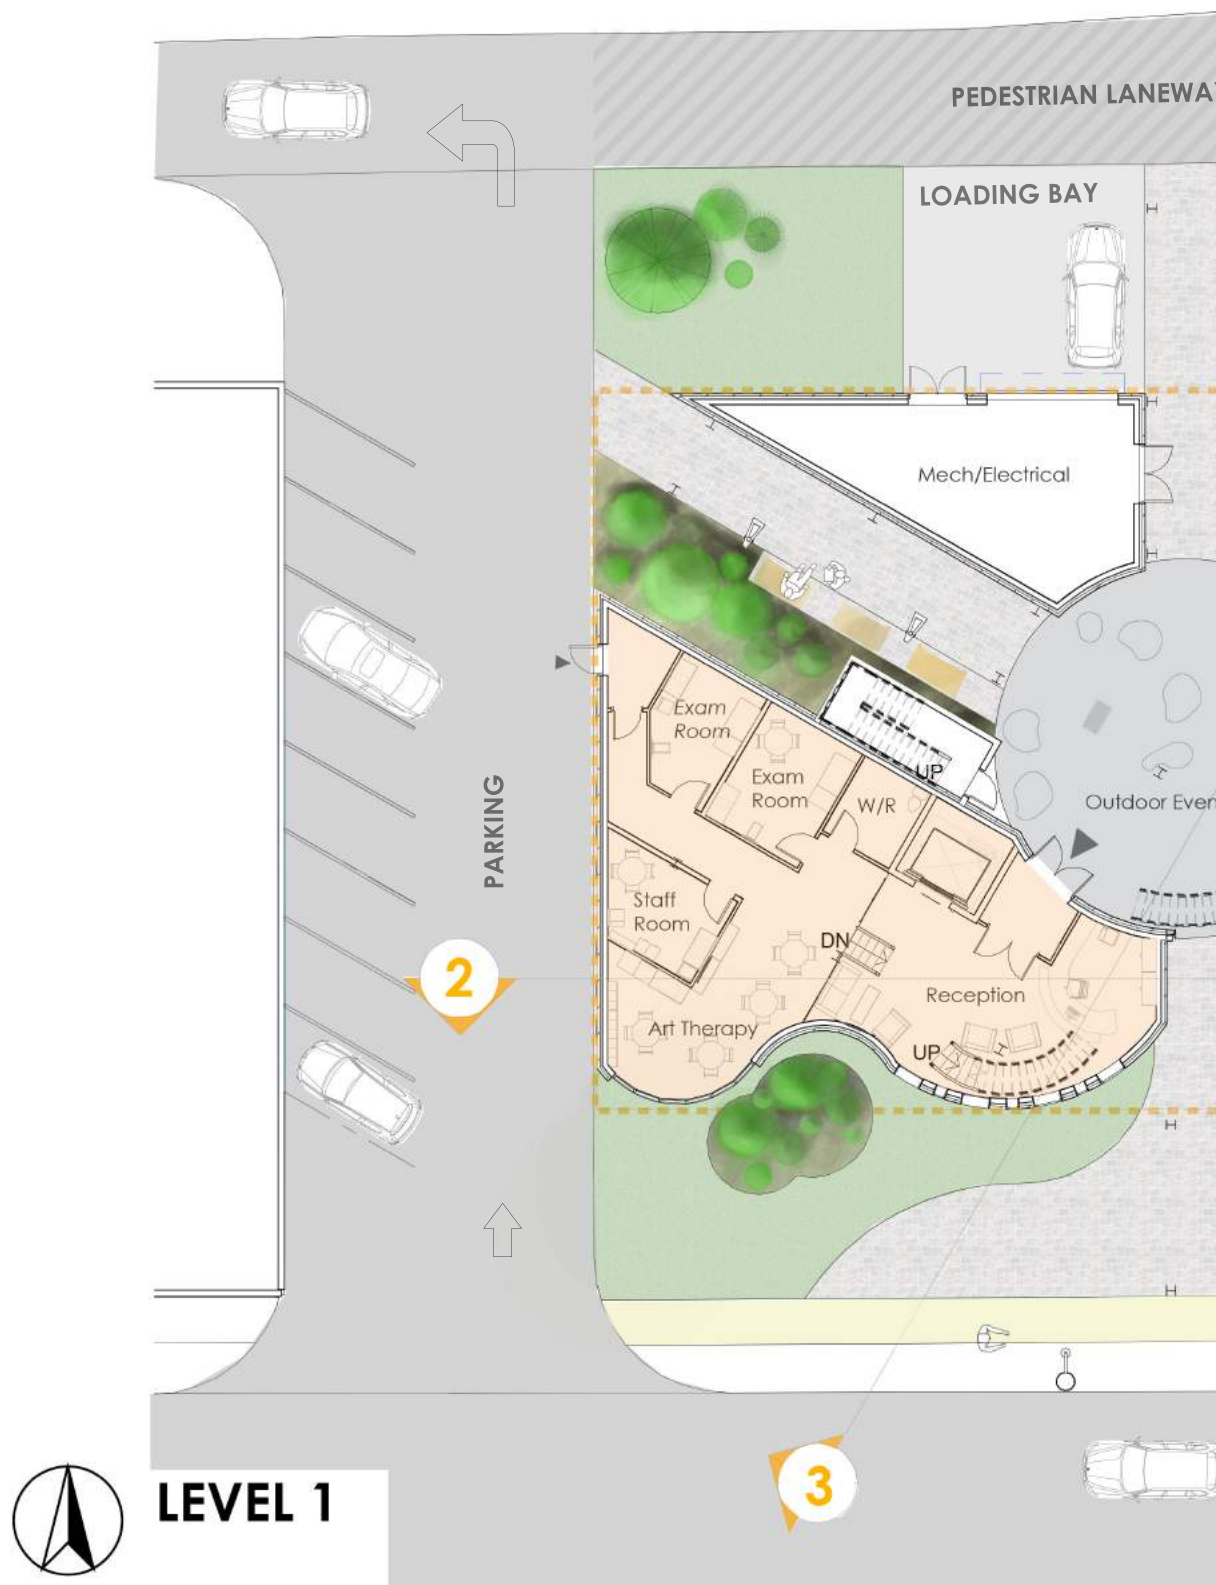 PEDESTRIAN LANEWAY
LOADING BAY
Mech/Electrical
Exam
Room
Exam
Room
UP
W/R
Outdoor Even
PARKING
Staff
Room
DN
2
Reception
Art Therapy
UP
3
LEVEL 1